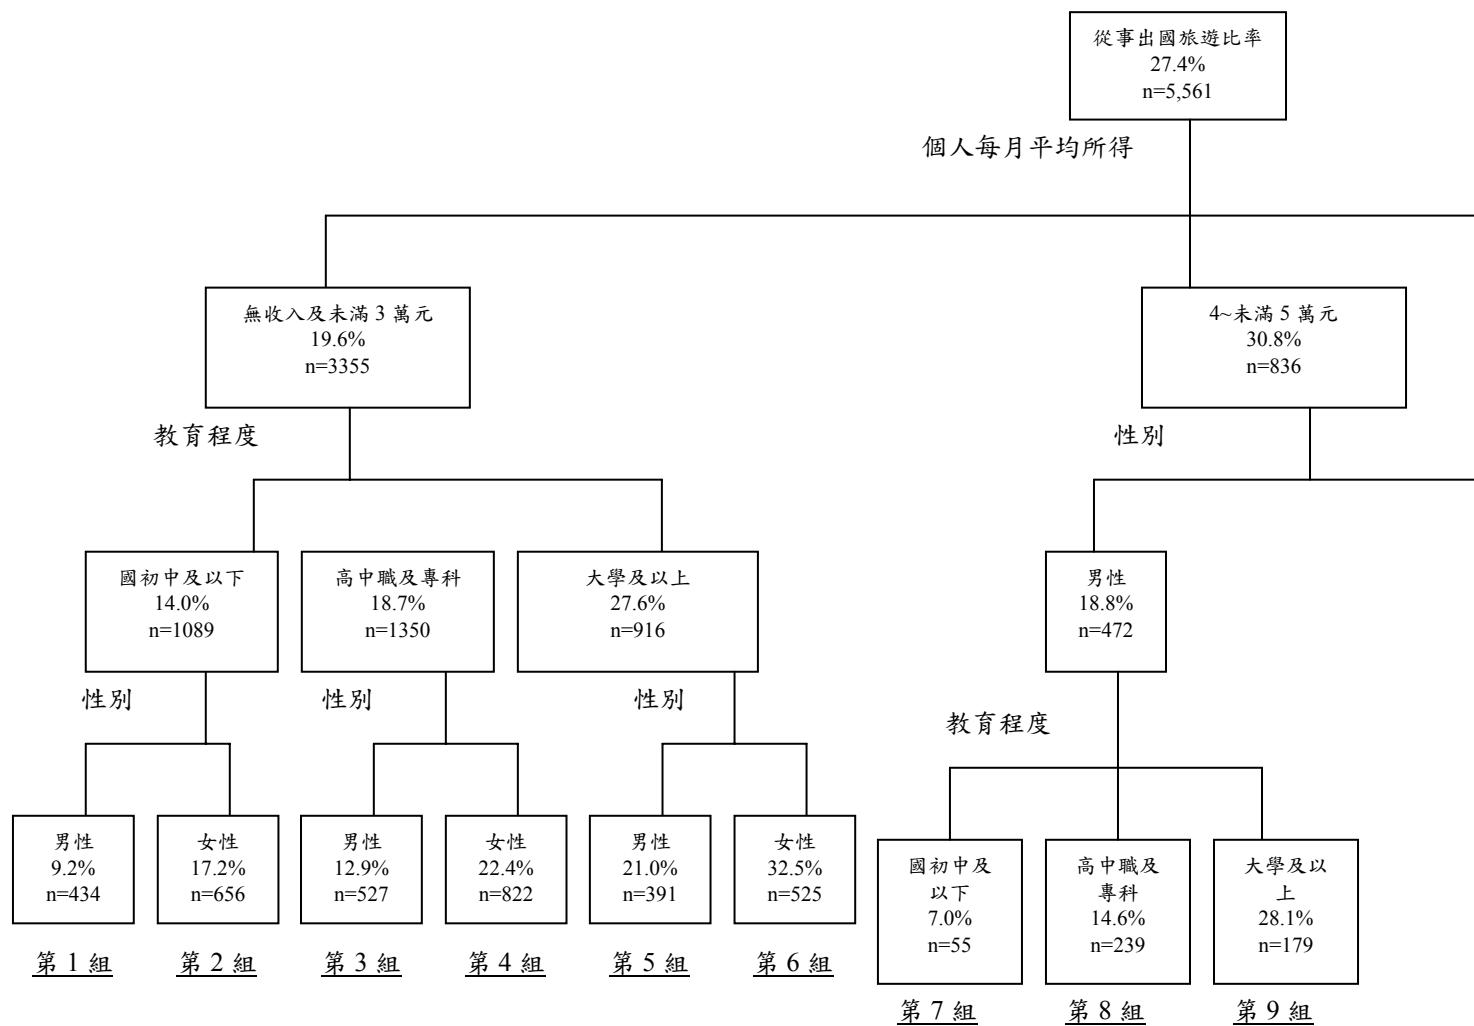 從事出國旅遊比率
27.4%
n=5,561
個人每月平均所得
無收入及未滿 3 萬元
19.6%
n=3355
4~未滿 5 萬元
30.8%
n=836
教育程度
性別
國初中及以下
14.0%
n=1089
高中職及專科
18.7%
n=1350
大學及以上
27.6%
n=916
男性
18.8%
n=472
性別
性別
性別
教育程度
男性
9.2%
n=434
女性
17.2%
n=656
男性
12.9%
n=527
女性
22.4%
n=822
男性
21.0%
n=391
女性
32.5%
n=525
國初中及
以下
7.0%
n=55
高中職及
專科
14.6%
n=239
大學及以
上
28.1%
n=179
第 1 組
第 2 組
第 3 組
第 4 組
第 5 組
第 6 組
第 7 組
第 8 組
第 9 組